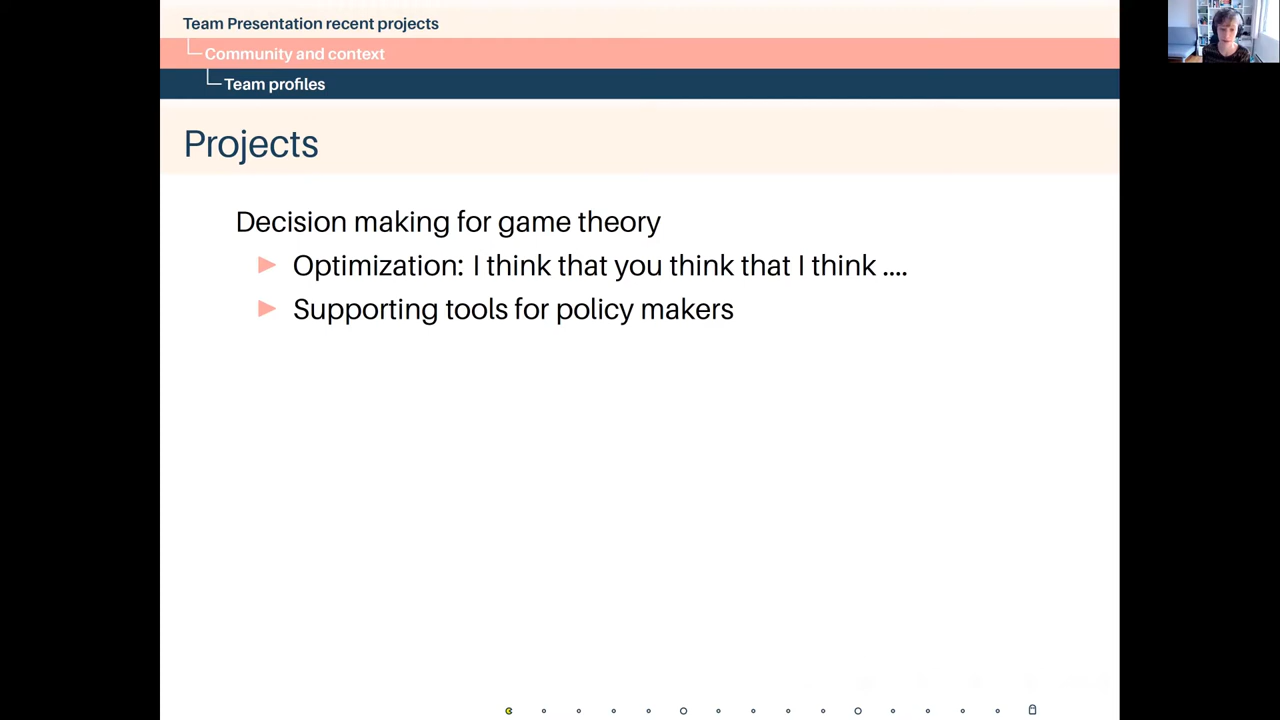 Team Presentation recent projects
Community and context
Team profiles
Projects
Decision making for game theory
Optimization: I think that you think that I think ....
Supporting tools for policy makers